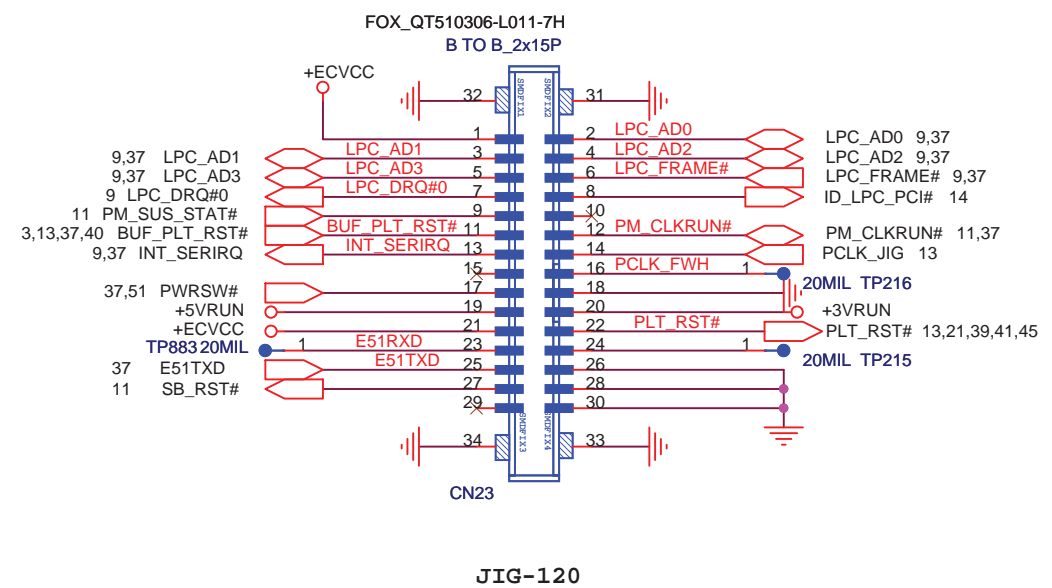 FOX_QT510306-L011-7H
B TO B_2x15P
+ECVCC
32 SMDFIX1 SMDFIX2 31
1 2 LPC_AD0 LPC_AD0 9,37
9,37 LPC_AD1 LPC_AD1 3 4 LPC_AD2 LPC_AD2 9,37
9,37 LPC_AD3 LPC_AD3 5 6 LPC_FRAME# LPC_FRAME# 9,37
9 LPC_DRQ#0 LPC_DRQ#0 7 8 ID_LPC_PCI# 14
11 PM_SUS_STAT# 9 10
3,13,37,40 BUF_PLT_RST# BUF_PLT_RST# 11 12 PM_CLKRUN# PM_CLKRUN# 11,37
9,37 INT_SERIRQ INT_SERIRQ 13 14 PCLK_JIG 13
15 16 PCLK_FWH 1 20MIL TP216
37,51 PWRSW# 17 18
+5VRUN 19 20 +3VRUN
+ECVCC 21 22 PLT_RST# PLT_RST# 13,21,39,41,45
TP883 20MIL 1 E51RXD 23 24 1 20MIL TP215
37 E51TXD E51TXD 25 26
11 SB_RST# 27 28
29 30
34 SMDFIX3 SMDFIX4 33
CN23
JIG-120